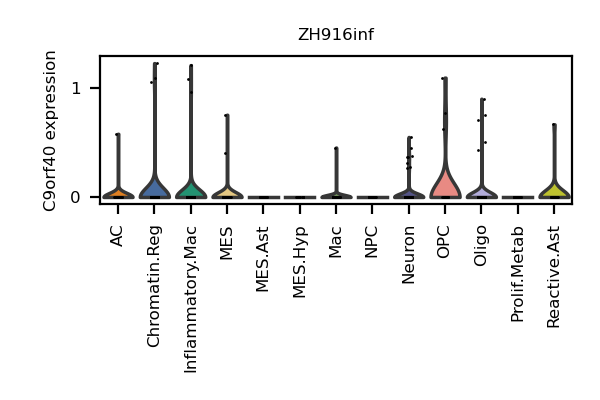 ZH916inf
C9orf40 expression
1
0
AC
Chromatin.Reg
Inflammatory.Mac
MES
MES.Ast
MES.Hyp
Mac
NPC
Neuron
OPC
Oligo
Prolif.Metab
Reactive.Ast